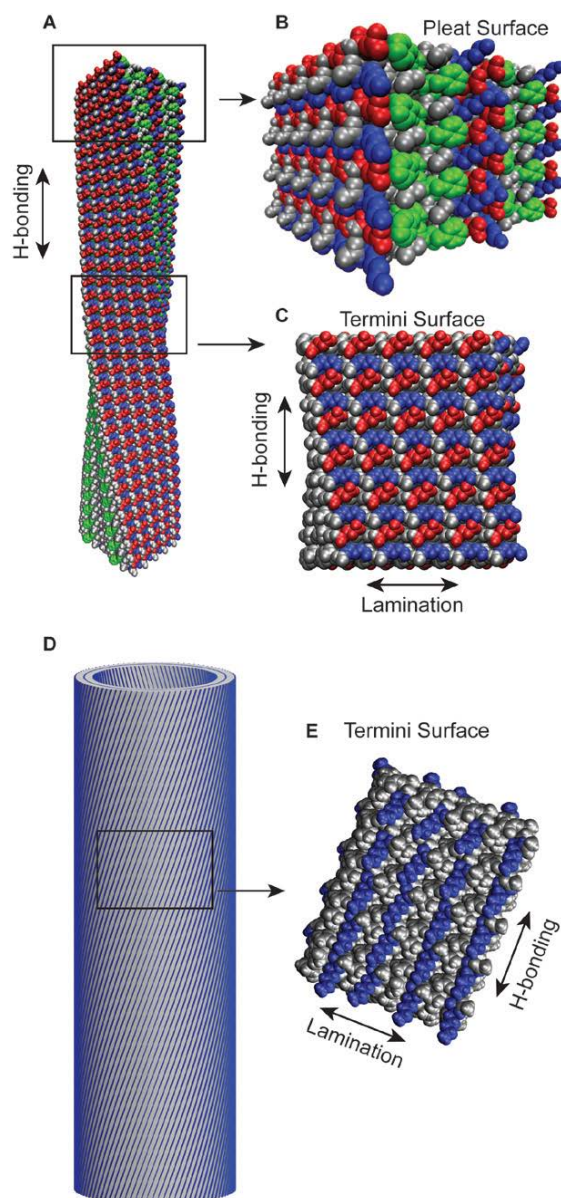 A
B
Pleat Surface
H-bonding
C
Termini Surface
H-bonding
Lamination
D
E
Termini Surface
H-bonding
Lamination